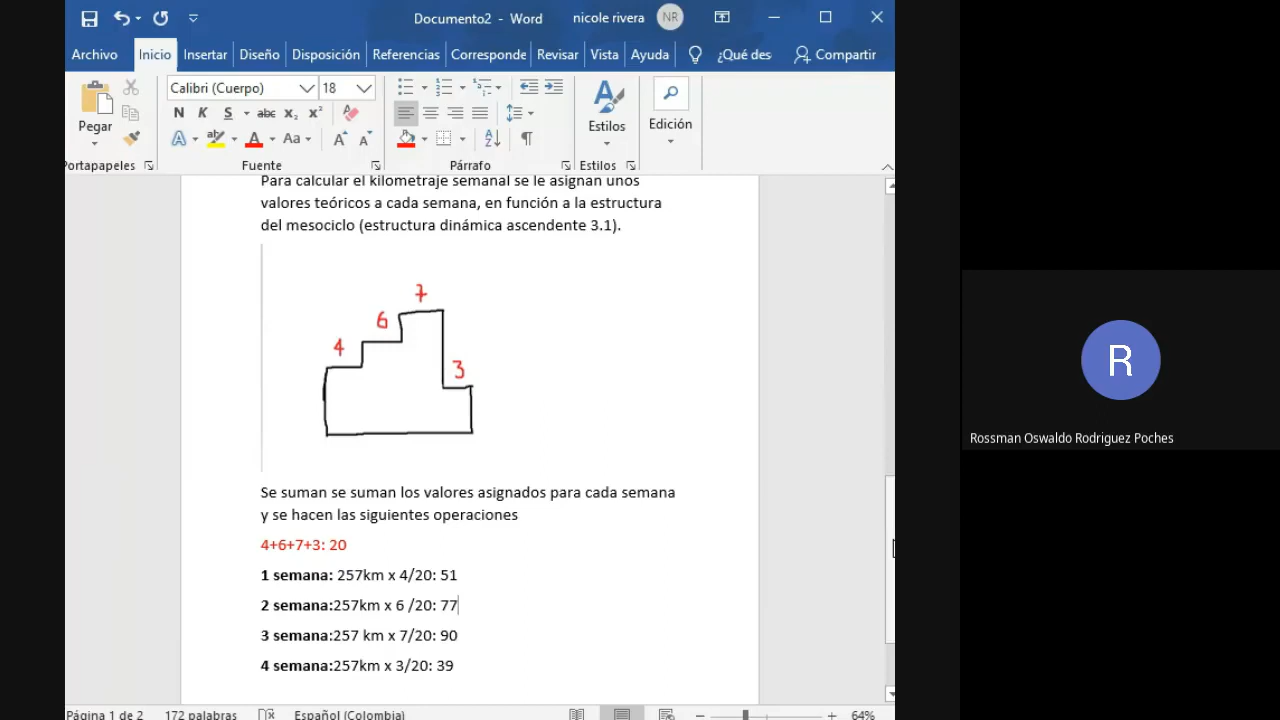 Documento2 - Word
nicole rivera
NR
Archivo Inicio Insertar Diseño Disposición Referencias Corresponde Revisar Vista Ayuda ¿Qué des Compartir
Calibri (Cuerpo) 18
Pegar
N K S abc x₂ x²
A aby A Aa A A
Estilos
Edición
Portapapeles Fuente Párrafo Estilos
Para calcular el kilometraje semanal se le asignan unos
valores teóricos a cada semana, en función a la estructura
del mesociclo (estructura dinámica ascendente 3.1).
7
6
4
3
Se suman se suman los valores asignados para cada semana
y se hacen las siguientes operaciones
4+6+7+3: 20
1 semana: 257km x 4/20: 51
2 semana:257km x 6 /20: 77
3 semana:257 km x 7/20: 90
4 semana:257km x 3/20: 39
Página 1 de 2 172 palabras Español (Colombia) 64%
R
Rossman Oswaldo Rodriguez Poches